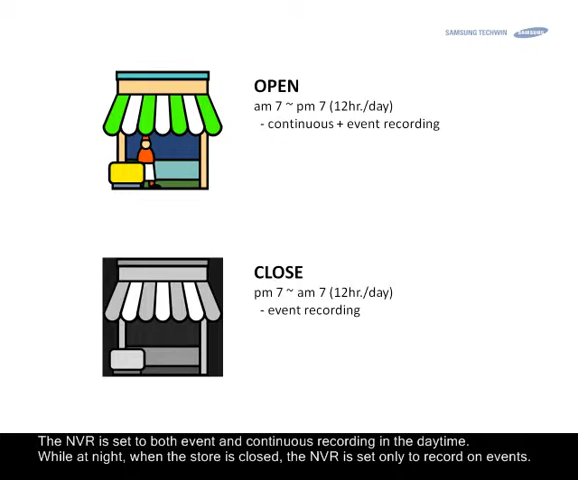 SAMSUNG TECHWIN SAMSUNG
OPEN
am 7 ~ pm 7 (12hr./day)
- continuous + event recording
CLOSE
pm 7 ~ am 7 (12hr./day)
- event recording
The NVR is set to both event and continuous recording in the daytime.
While at night, when the store is closed, the NVR is set only to record on events.